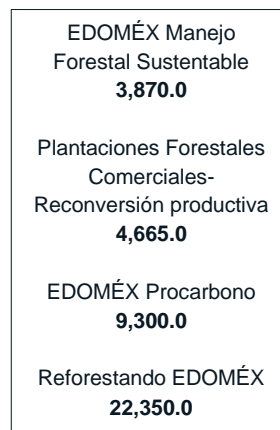 EDOMÉX Manejo
Forestal Sustentable
3,870.0
Plantaciones Forestales
Comerciales-
Reconversión productiva
4,665.0
EDOMÉX Procarbono
9,300.0
Reforestando EDOMÉX
22,350.0